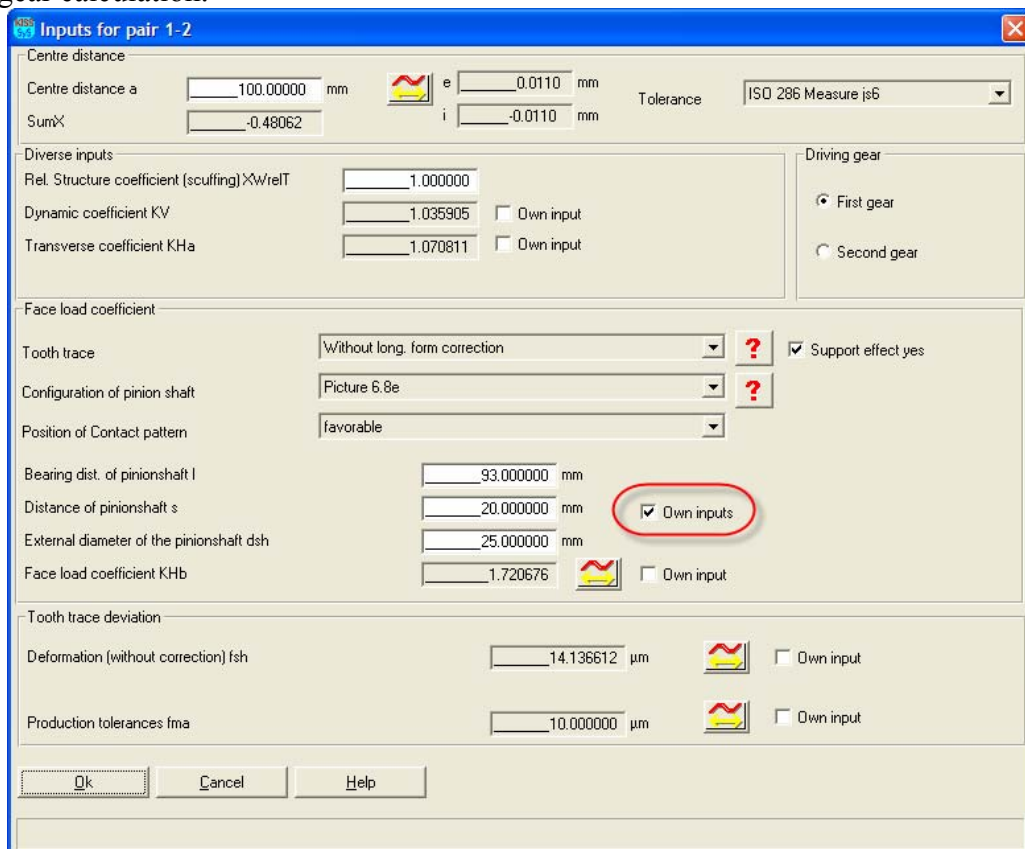 gear calculation.
KISS
SyS
Inputs for pair 1-2
Centre distance
Centre distance a 100.00000 mm e 0.0110 mm Tolerance ISO 286 Measure js6
SumX -0.48062 i -0.0110 mm
Diverse inputs
Rel. Structure coefficient (scuffing) XWrelT 1.000000
Dynamic coefficient KV 1.035905 Own input
Transverse coefficient KHa 1.070811 Own input
Driving gear
First gear
Second gear
Face load coefficient
Tooth trace Without long. form correction ? Support effect yes
Configuration of pinion shaft Picture 6.8e ?
Position of Contact pattern favorable
Bearing dist. of pinionshaft l 93.000000 mm
Distance of pinionshaft s 20.000000 mm Own inputs
External diameter of the pinionshaft dsh 25.000000 mm
Face load coefficient KHb 1.720676 Own input
Tooth trace deviation
Deformation (without correction) fsh 14.136612 µm Own input
Production tolerances fma 10.000000 µm Own input
Ok Cancel Help